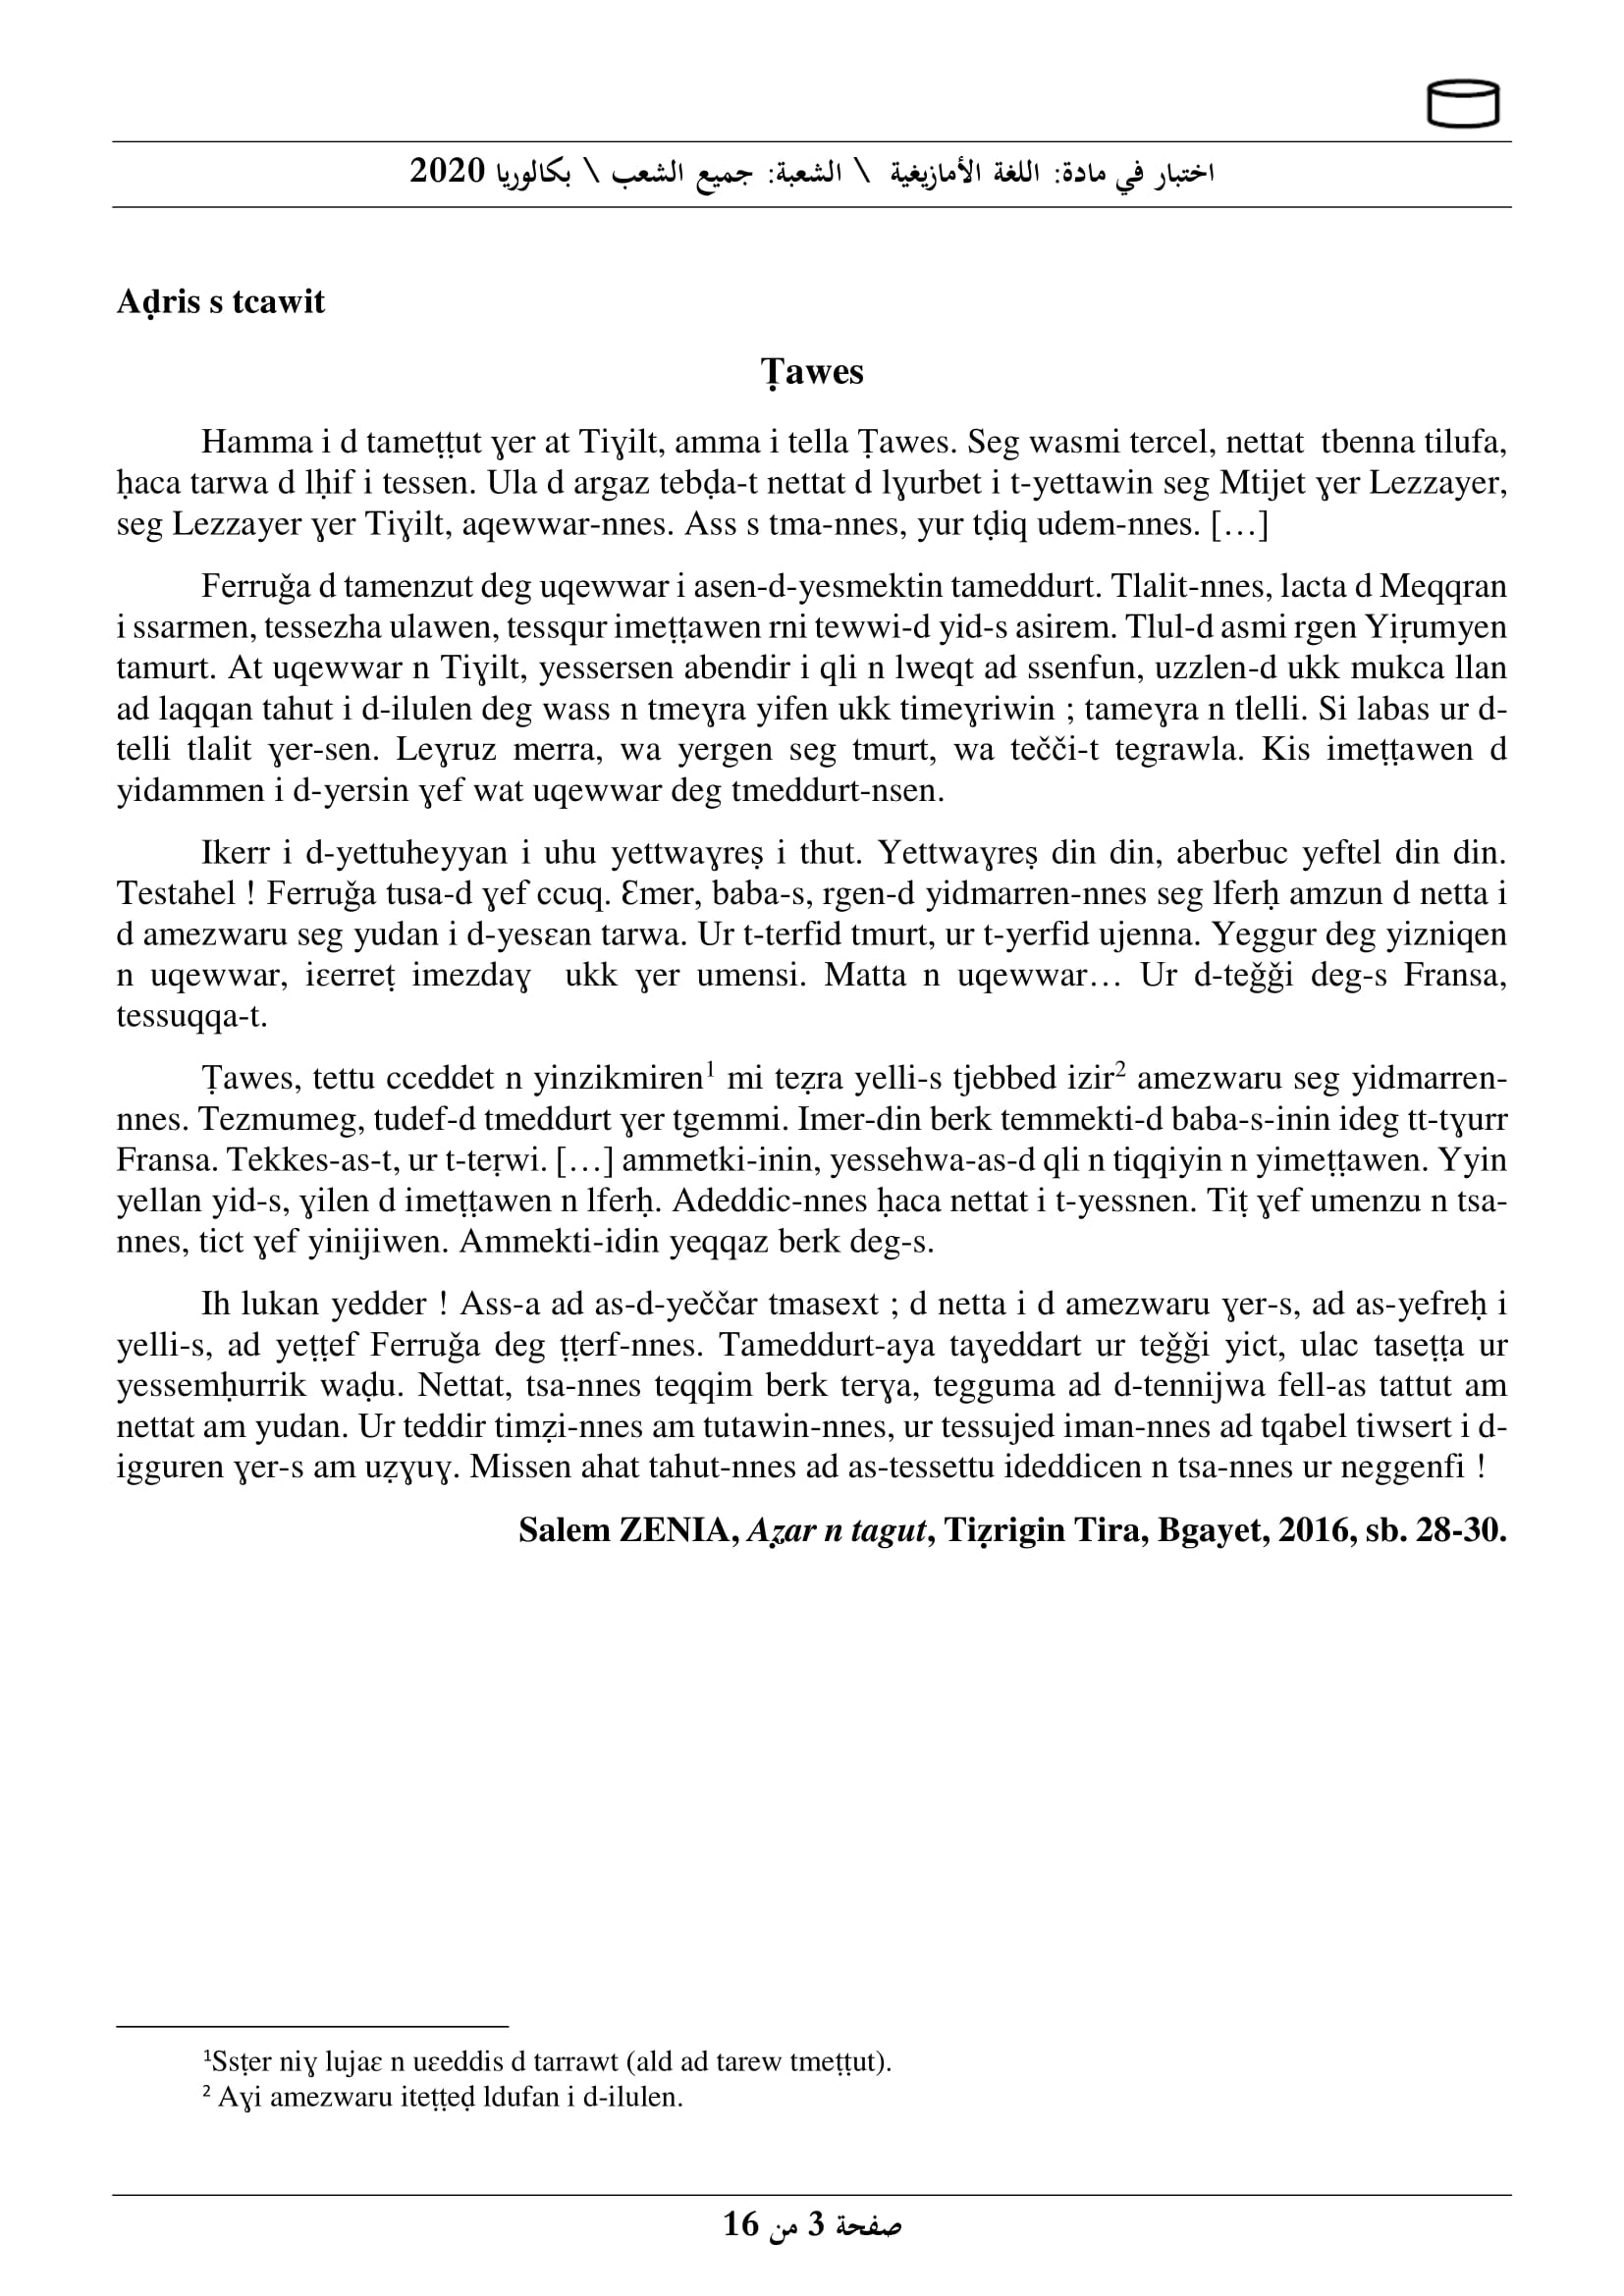 اختبار في مادة: اللغة الأمازيغية \ الشعبة: جميع الشعب \ بكالوريا 2020
Aḍris s tcawit
Ṭawes
Hamma i d tameṭṭut ɣer at Tiɣilt, amma i tella Ṭawes. Seg wasmi tercel, nettat tbenna tilufa,
ḥaca tarwa d lḥif i tessen. Ula d argaz tebḍa-t nettat d lɣurbet i t-yettawin seg Mtijet ɣer Lezzayer,
seg Lezzayer ɣer Tiɣilt, aqewwar-nnes. Ass s tma-nnes, yur tḍiq udem-nnes. […]
Ferruǧa d tamenzut deg uqewwar i asen-d-yesmektin tameddurt. Tlalit-nnes, lacta d Meqqran
i ssarmen, tessezha ulawen, tessqur imeṭṭawen rni tewwi-d yid-s asirem. Tlul-d asmi rgen Yiṛumyen
tamurt. At uqewwar n Tiɣilt, yessersen abendir i qli n lweqt ad ssenfun, uzzlen-d ukk mukca llan
ad laqqan tahut i d-ilulen deg wass n tmeɣra yifen ukk timeɣriwin ; tameɣra n tlelli. Si labas ur d-
telli tlalit ɣer-sen. Leɣruz merra, wa yergen seg tmurt, wa tečči-t tegrawla. Kis imeṭṭawen d
yidammen i d-yersin ɣef wat uqewwar deg tmeddurt-nsen.
Ikerr i d-yettuheyyan i uhu yettwaɣreṣ i thut. Yettwaɣreṣ din din, aberbuc yeftel din din.
Testahel ! Ferruǧa tusa-d ɣef ccuq. Ɛmer, baba-s, rgen-d yidmarren-nnes seg lferḥ amzun d netta i
d amezwaru seg yudan i d-yesɛan tarwa. Ur t-terfid tmurt, ur t-yerfid ujenna. Yeggur deg yizniqen
n uqewwar, iɛerreṭ imezdaɣ ukk ɣer umensi. Matta n uqewwar… Ur d-teǧǧi deg-s Fransa,
tessuqqa-t.
Ṭawes, tettu cceddet n yinzikmiren¹ mi teẓra yelli-s tjebbed izir² amezwaru seg yidmarren-
nnes. Tezmumeg, tudef-d tmeddurt ɣer tgemmi. Imer-din berk temmekti-d baba-s-inin ideg tt-tɣurr
Fransa. Tekkes-as-t, ur t-teṛwi. […] ammetki-inin, yessehwa-as-d qli n tiqqiyin n yimeṭṭawen. Yyin
yellan yid-s, ɣilen d imeṭṭawen n lferḥ. Adeddic-nnes ḥaca nettat i t-yessnen. Tiṭ ɣef umenzu n tsa-
nnes, tict ɣef yinijiwen. Ammekti-idin yeqqaz berk deg-s.
Ih lukan yedder ! Ass-a ad as-d-yeččar tmasext ; d netta i d amezwaru ɣer-s, ad as-yefreḥ i
yelli-s, ad yeṭṭef Ferruǧa deg ṭṭerf-nnes. Tameddurt-aya taɣeddart ur teǧǧi yict, ulac taseṭṭa ur
yessemḥurrik waḍu. Nettat, tsa-nnes teqqim berk terɣa, tegguma ad d-tennijwa fell-as tattut am
nettat am yudan. Ur teddir timẓi-nnes am tutawin-nnes, ur tessujed iman-nnes ad tqabel tiwsert i d-
igguren ɣer-s am uẓɣuɣ. Missen ahat tahut-nnes ad as-tessettu ideddicen n tsa-nnes ur neggenfi !
Salem ZENIA, Aẓar n tagut, Tiẓrigin Tira, Bgayet, 2016, sb. 28-30.
¹Ssṭer niɣ lujaɛ n uɛeddis d tarrawt (ald ad tarew tmeṭṭut).
² Aɣi amezwaru iteṭṭeḍ ldufan i d-ilulen.
صفحة 3 من 16